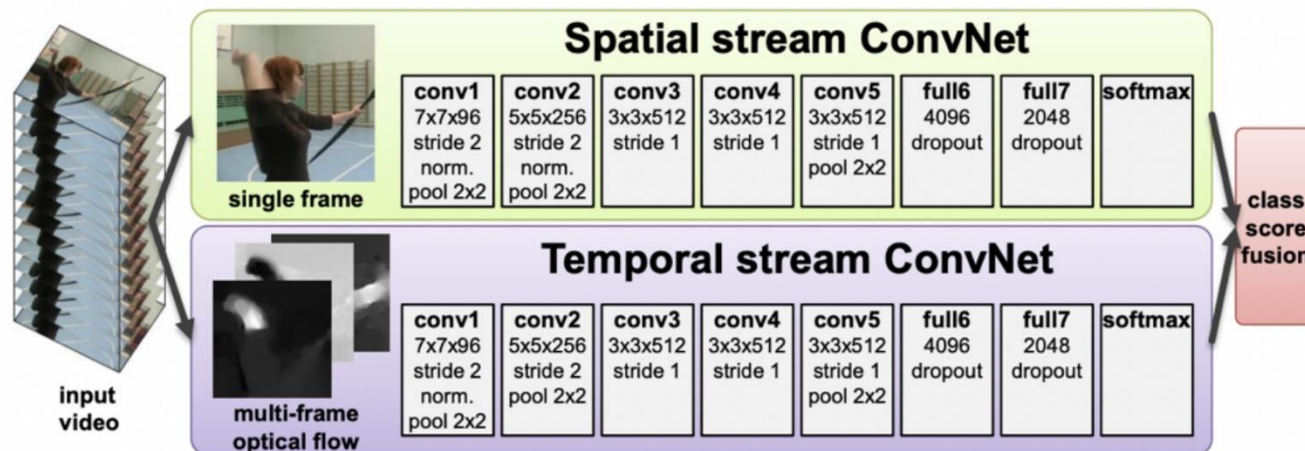 Spatial stream ConvNet
conv1
7x7x96
stride 2
norm.
pool 2x2
conv2
5x5x256
stride 2
norm.
pool 2x2
conv3
3x3x512
stride 1
conv4
3x3x512
stride 1
conv5
3x3x512
stride 1
pool 2x2
full6
4096
dropout
full7
2048
dropout
softmax
single frame
Temporal stream ConvNet
conv1
7x7x96
stride 2
norm.
pool 2x2
conv2
5x5x256
stride 2
pool 2x2
conv3
3x3x512
stride 1
conv4
3x3x512
stride 1
conv5
3x3x512
stride 1
pool 2x2
full6
4096
dropout
full7
2048
dropout
softmax
multi-frame
optical flow
input
video
class
score
fusion